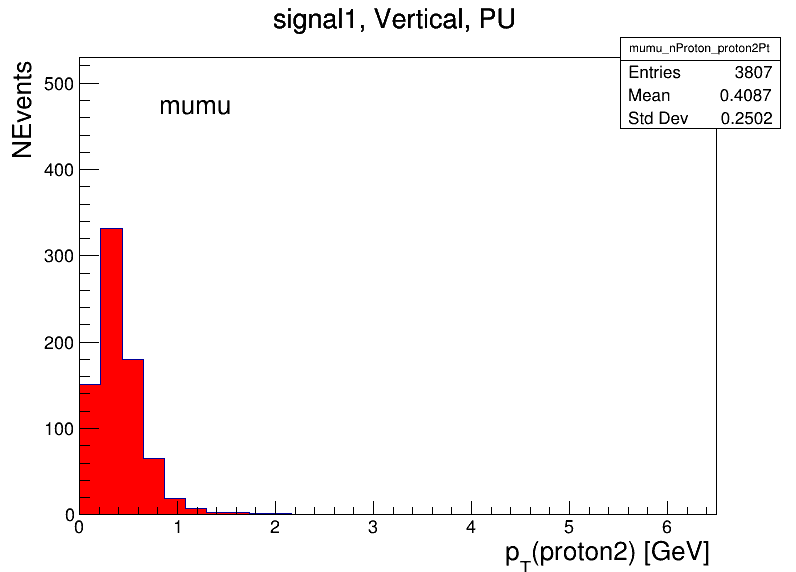 signal1, Vertical, PU
mumu_nProton_proton2Pt
Entries 3807
Mean 0.4087
Std Dev 0.2502
NEvents
mumu
500
400
300
200
100
0
0 1 2 3 4 5 6
p_T(proton2) [GeV]